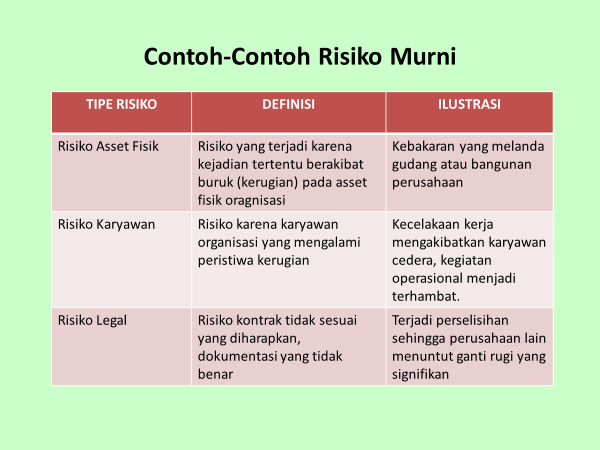 Contoh-Contoh Risiko Murni
TIPE RISIKO
DEFINISI
ILUSTRASI
Risiko Asset Fisik
Risiko yang terjadi karena
kejadian tertentu berakibat
buruk (kerugian) pada asset
fisik oragnisasi
Kebakaran yang melanda
gudang atau bangunan
perusahaan
Risiko Karyawan
Risiko karena karyawan
organisasi yang mengalami
peristiwa kerugian
Kecelakaan kerja
mengakibatkan karyawan
cedera, kegiatan
operasional menjadi
terhambat.
Risiko Legal
Risiko kontrak tidak sesuai
yang diharapkan,
dokumentasi yang tidak
benar
Terjadi perselisihan
sehingga perusahaan lain
menuntut ganti rugi yang
signifikan